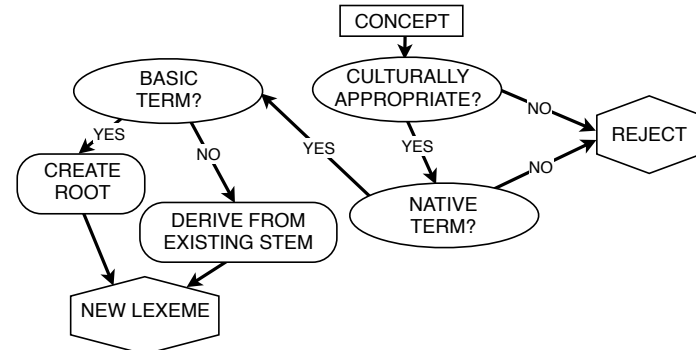 CONCEPT
CULTURALLY
APPROPRIATE?
NO
REJECT
YES
NO
NATIVE
TERM?
YES
BASIC
TERM?
YES
NO
CREATE
ROOT
DERIVE FROM
EXISTING STEM
NEW LEXEME